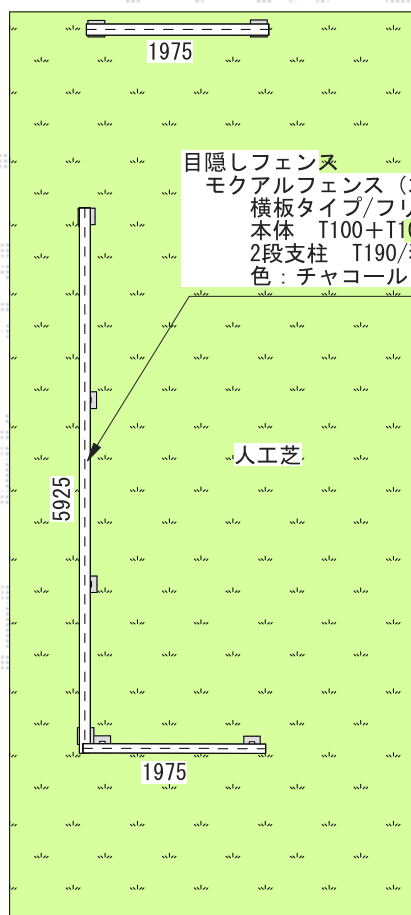 1975
目隠しフェンス
モクアルフェンス（
横板タイプ/フリ
本体　T100＋T10
2段支柱　T190/
色：チャコール
人工芝
5925
1975